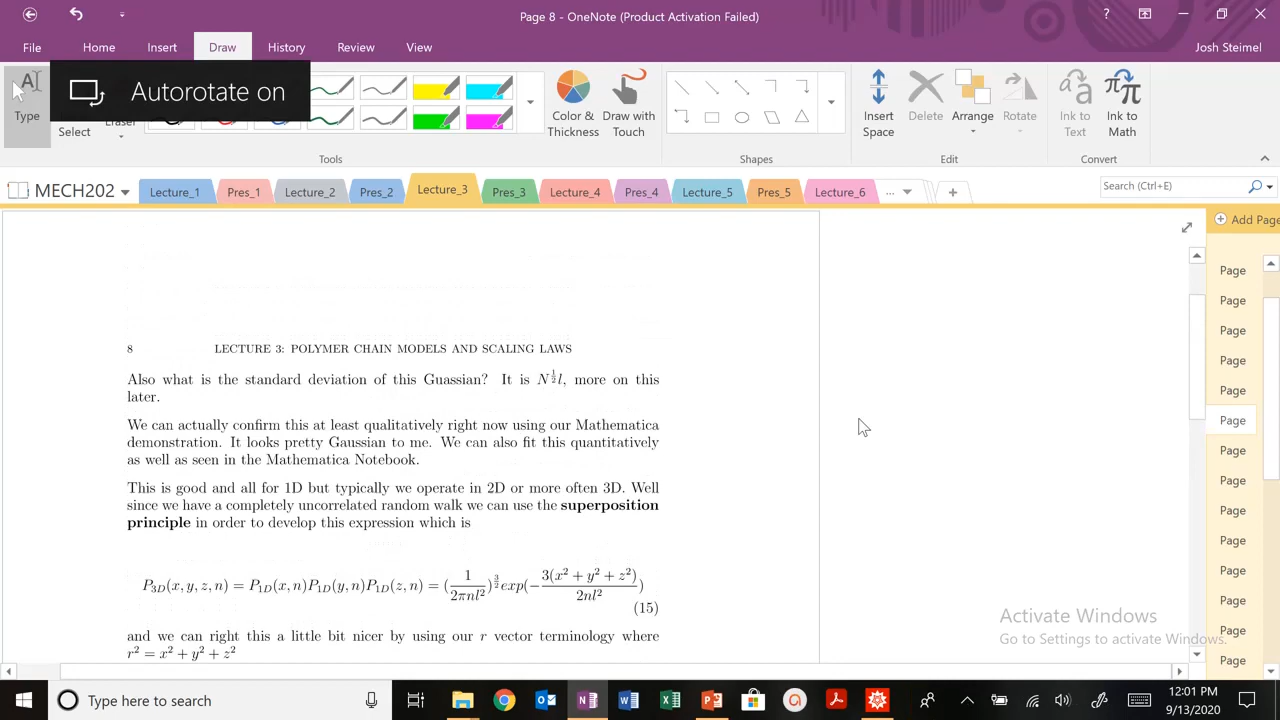 Page 8 - OneNote (Product Activation Failed)
?
File
Home
Insert
Draw
History
Review
View
Josh Steimel
Autorotate on
Type
Select
Eraser
Color &
Thickness
Draw with
Touch
Insert
Space
Delete
Arrange
Rotate
Ink to
Text
Ink to
Math
Tools
Shapes
Edit
Convert
MECH202
Lecture_1
Pres_1
Lecture_2
Pres_2
Lecture_3
Pres_3
Lecture_4
Pres_4
Lecture_5
Pres_5
Lecture_6
...
Search (Ctrl+E)
Add Page
Page
Page
Page
Page
Page
Page
Page
Page
Page
Page
Page
Page
Page
Page
8 LECTURE 3: POLYMER CHAIN MODELS AND SCALING LAWS
Also what is the standard deviation of this Guassian? It is $N^{\frac{1}{2}}l$, more on this
later.
We can actually confirm this at least qualitatively right now using our Mathematica
demonstration. It looks pretty Gaussian to me. We can also fit this quantitatively
as well as seen in the Mathematica Notebook.
This is good and all for 1D but typically we operate in 2D or more often 3D. Well
since we have a completely uncorrelated random walk we can use the superposition
principle in order to develop this expression which is
$P_{3D}(x, y, z, n) = P_{1D}(x, n)P_{1D}(y, n)P_{1D}(z, n) = (\frac{1}{2\pi nl^2})^{\frac{3}{2}} exp(-\frac{3(x^2 + y^2 + z^2)}{2nl^2})$
(15)
and we can right this a little bit nicer by using our r vector terminology where
$r^2 = x^2 + y^2 + z^2$
Activate Windows
Go to Settings to activate Windows.
Type here to search
12:01 PM
9/13/2020